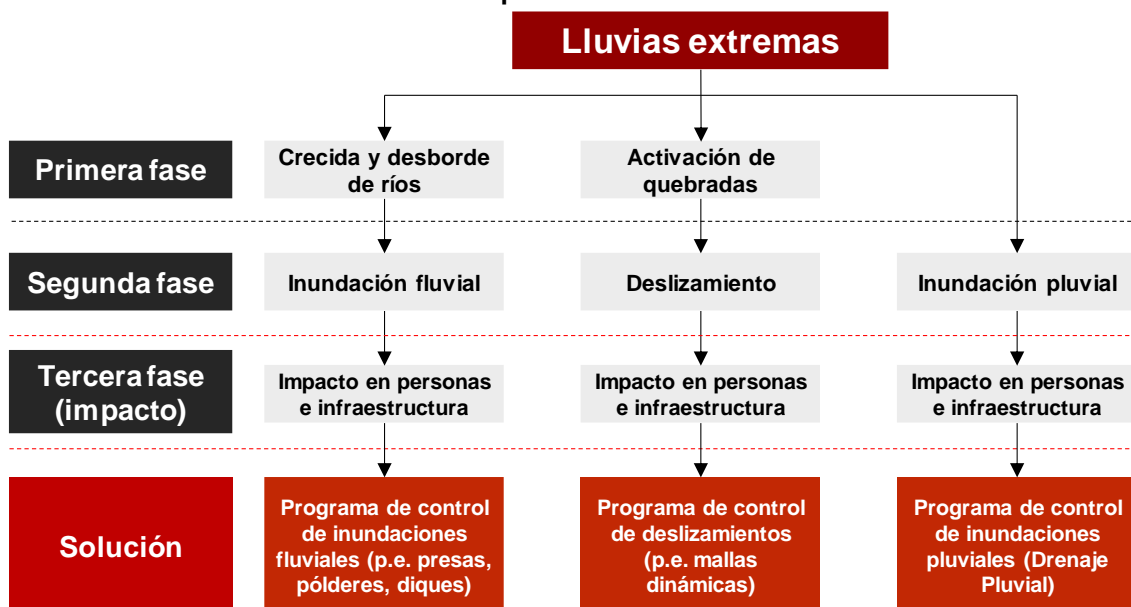 Lluvias extremas
Primera fase
Crecida y desborde
de ríos
Activación de
quebradas
Segunda fase
Inundación fluvial
Deslizamiento
Inundación pluvial
Tercera fase
(impacto)
Impacto en personas
e infraestructura
Impacto en personas
e infraestructura
Impacto en personas
e infraestructura
Solución
Programa de control
de inundaciones
fluviales (p.e. presas,
pólderes, diques)
Programa de control
de deslizamientos
(p.e. mallas
dinámicas)
Programa de control
de inundaciones
pluviales (Drenaje
Pluvial)